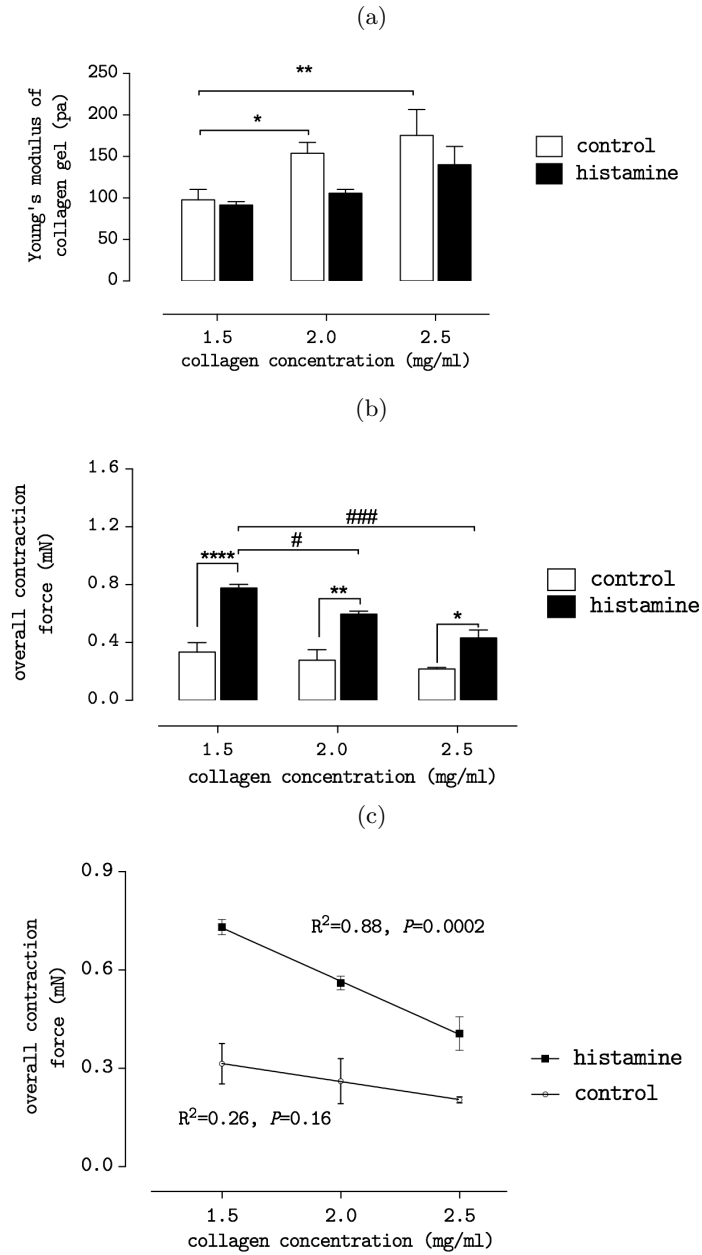 (a)
Young's modulus of
collagen gel (pa)
250
200
150
100
50
0
**
*
control
histamine
1.5 2.0 2.5
collagen concentration (mg/ml)
(b)
overall contraction
force (mN)
1.6
1.2
0.8
0.4
0.0
###
#
****
**
*
control
histamine
1.5 2.0 2.5
collagen concentration (mg/ml)
(c)
overall contraction
force (mN)
0.9
0.6
0.3
0.0
R²=0.88, P=0.0002
R²=0.26, P=0.16
histamine
control
1.5 2.0 2.5
collagen concentration (mg/ml)